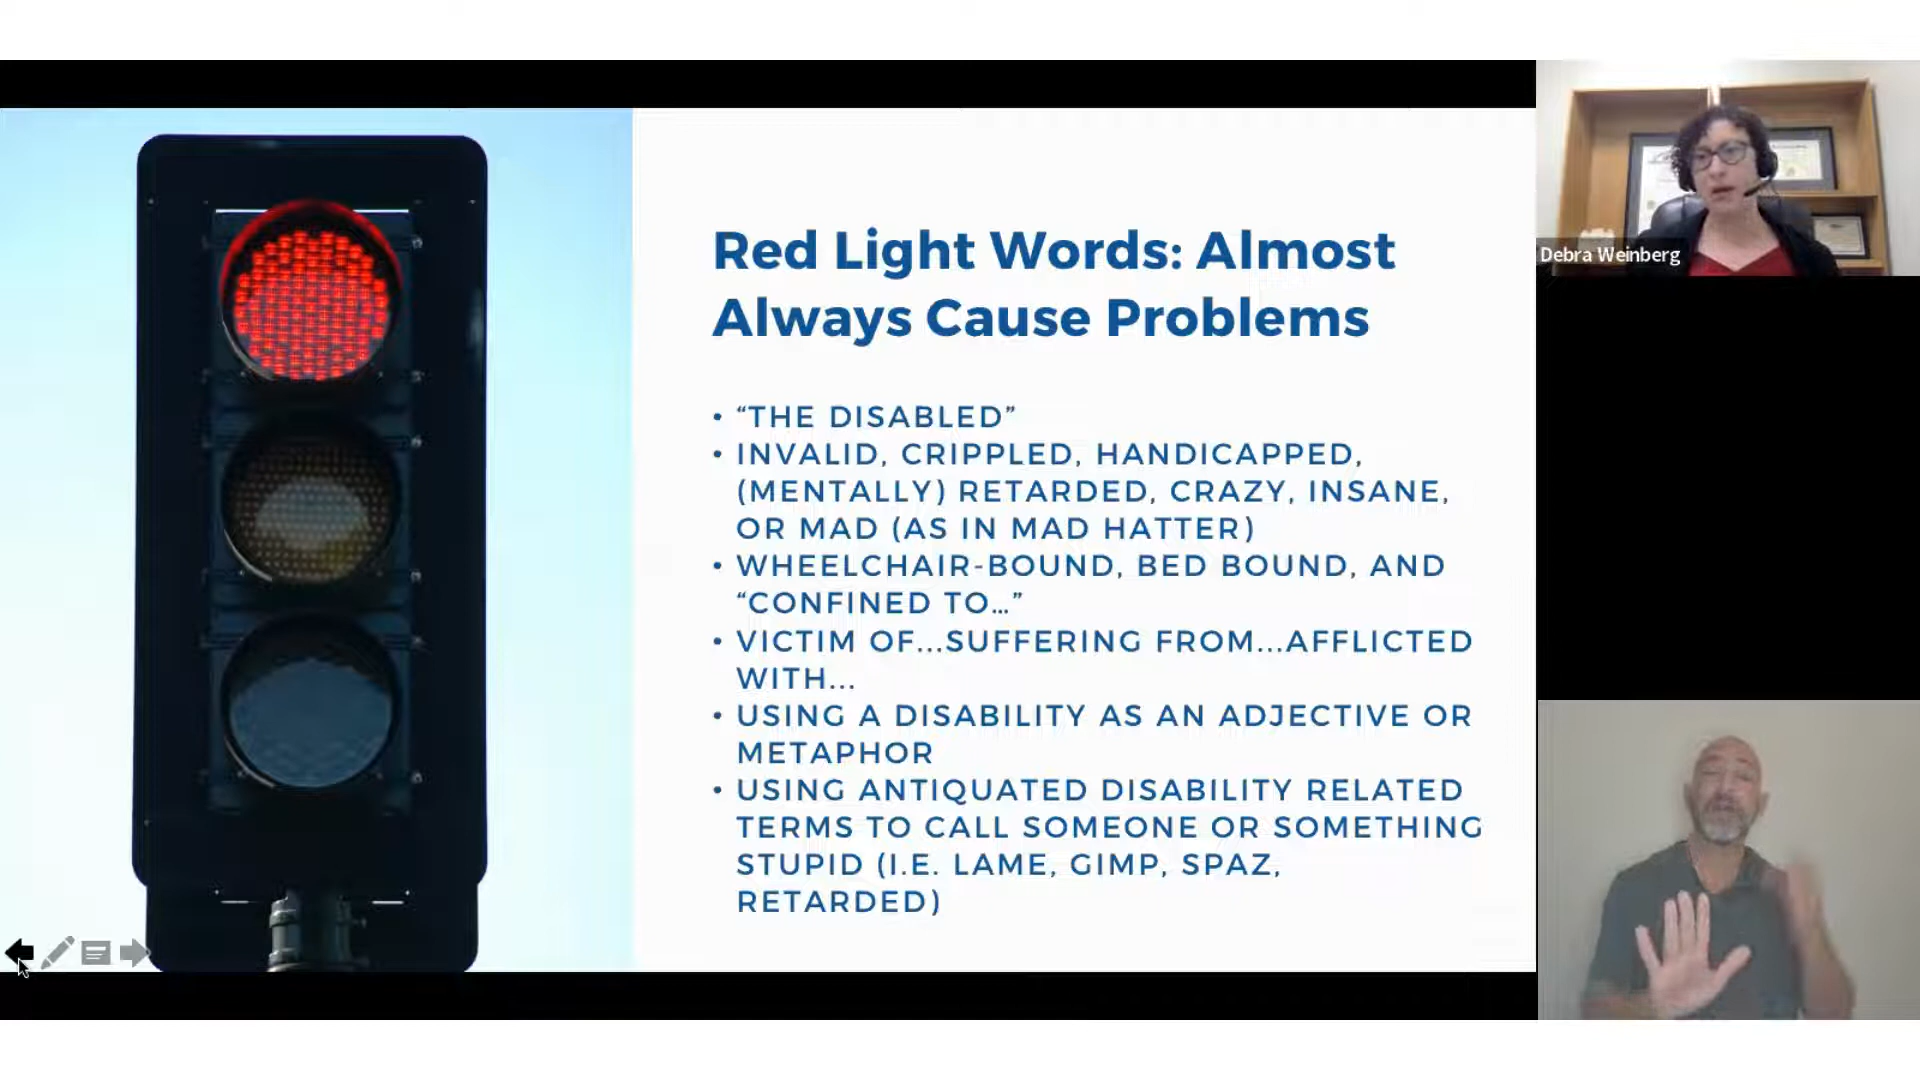 Red Light Words: Almost
Always Cause Problems
• “THE DISABLED”
• INVALID, CRIPPLED, HANDICAPPED,
(MENTALLY) RETARDED, CRAZY, INSANE,
OR MAD (AS IN MAD HATTER)
• WHEELCHAIR-BOUND, BED BOUND, AND
“CONFINED TO…”
• VICTIM OF...SUFFERING FROM...AFFLICTED
WITH...
• USING A DISABILITY AS AN ADJECTIVE OR
METAPHOR
• USING ANTIQUATED DISABILITY RELATED
TERMS TO CALL SOMEONE OR SOMETHING
STUPID (I.E. LAME, GIMP, SPAZ,
RETARDED)
Debra Weinberg